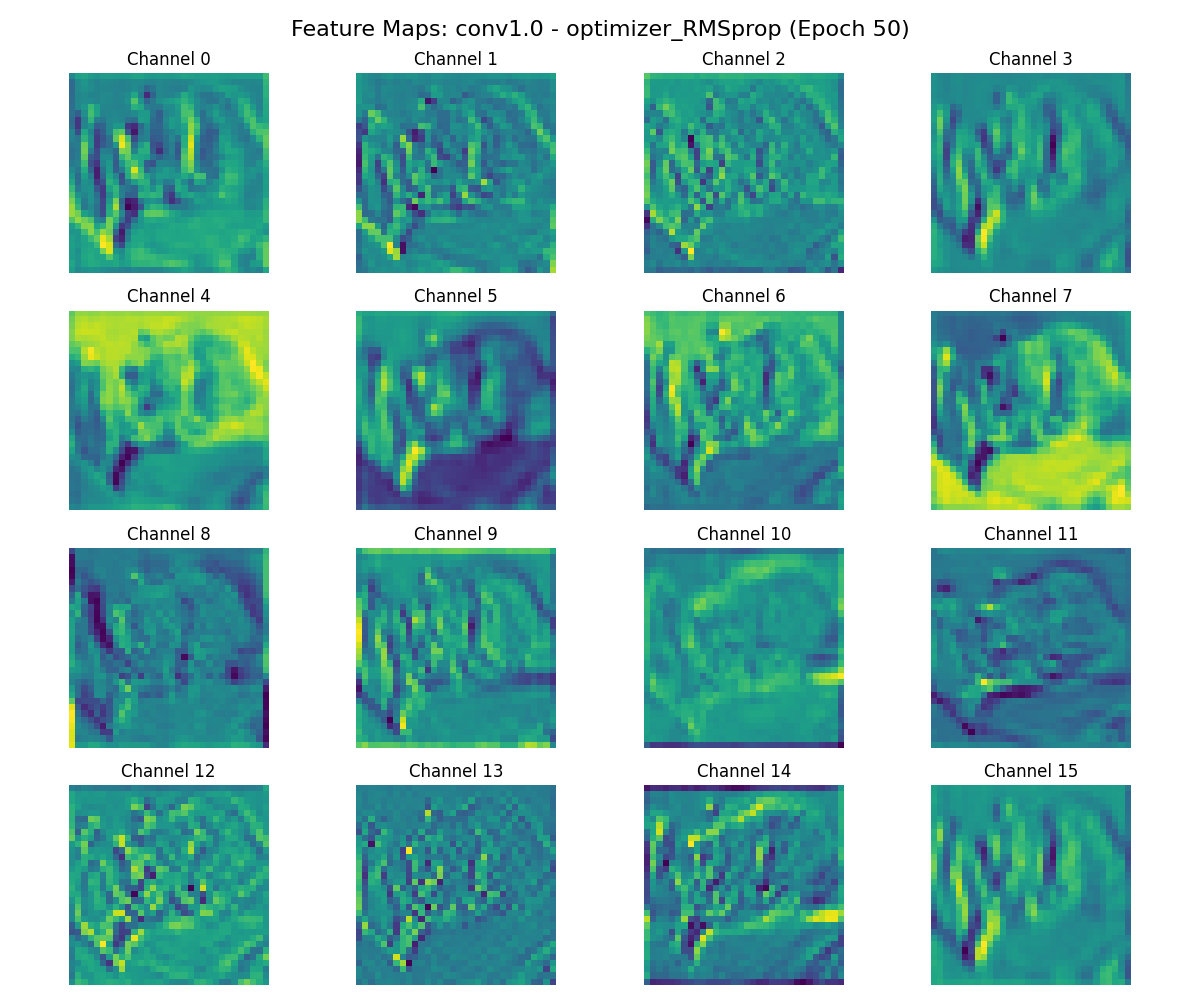 Feature Maps: conv1.0 - optimizer_RMSprop (Epoch 50)
Channel 0
Channel 1
Channel 2
Channel 3
Channel 4
Channel 5
Channel 6
Channel 7
Channel 8
Channel 9
Channel 10
Channel 11
Channel 12
Channel 13
Channel 14
Channel 15